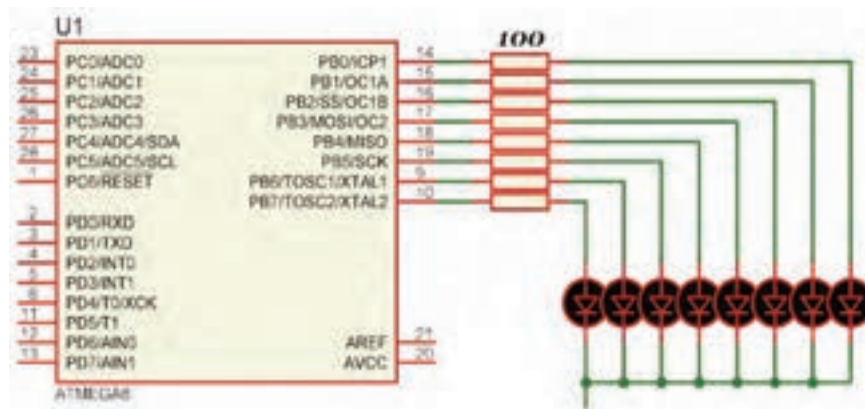 U1
100
23 PC0/ADC0
24 PC1/ADC1
25 PC2/ADC2
26 PC3/ADC3
27 PC4/ADC4/SDA
28 PC5/ADC5/SCL
1 PC6/RESET
2 PD0/RXD
3 PD1/TXD
4 PD2/INT0
5 PD3/INT1
6 PD4/T0/XCK
11 PD5/T1
12 PD6/AIN0
13 PD7/AIN1
PB0/ICP1 14
PB1/OC1A 15
PB2/SS/OC1B 16
PB3/MOSI/OC2 17
PB4/MISO 18
PB5/SCK 19
PB6/TOSC1/XTAL1 9
PB7/TOSC2/XTAL2 10
AREF 21
AVCC 20
ATMEGA8